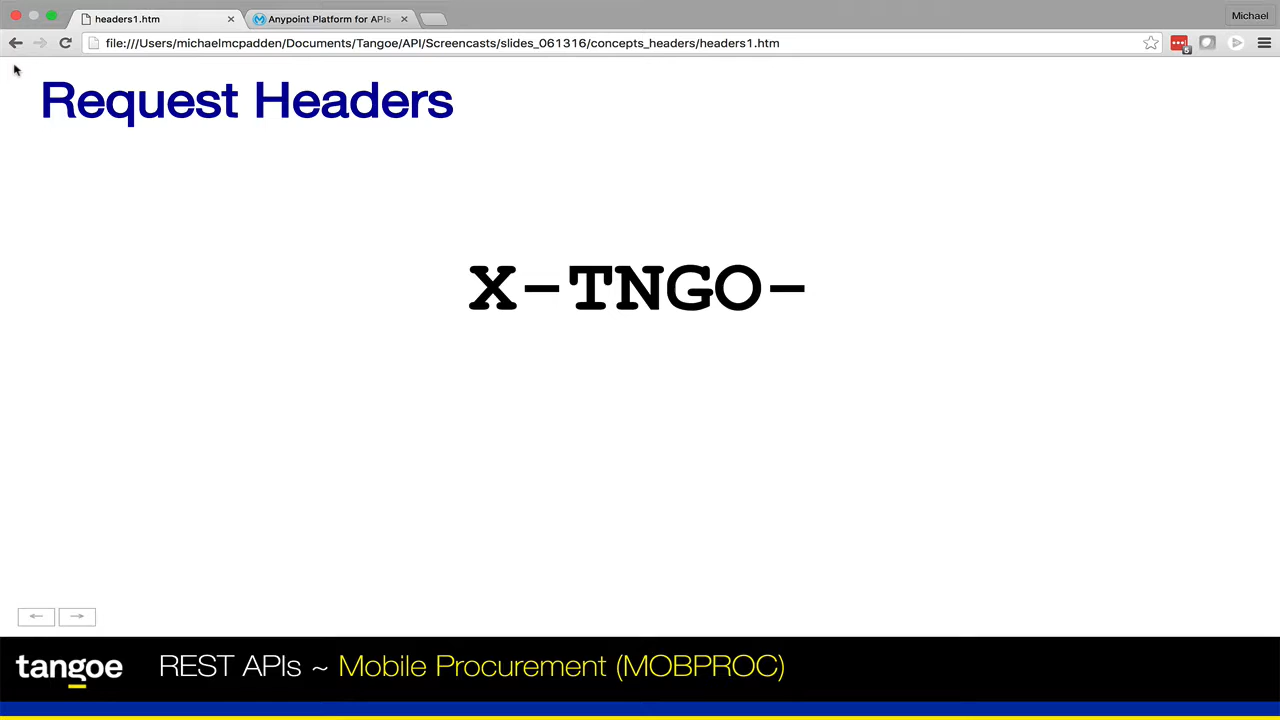 headers1.htm
Anypoint Platform for APIs
Michael
file:///Users/michaelmcpadden/Documents/Tangoe/API/Screencasts/slides_061316/concepts_headers/headers1.htm
5
Request Headers
X-TNGO-
← →
tangoe REST APIs ~ Mobile Procurement (MOBPROC)